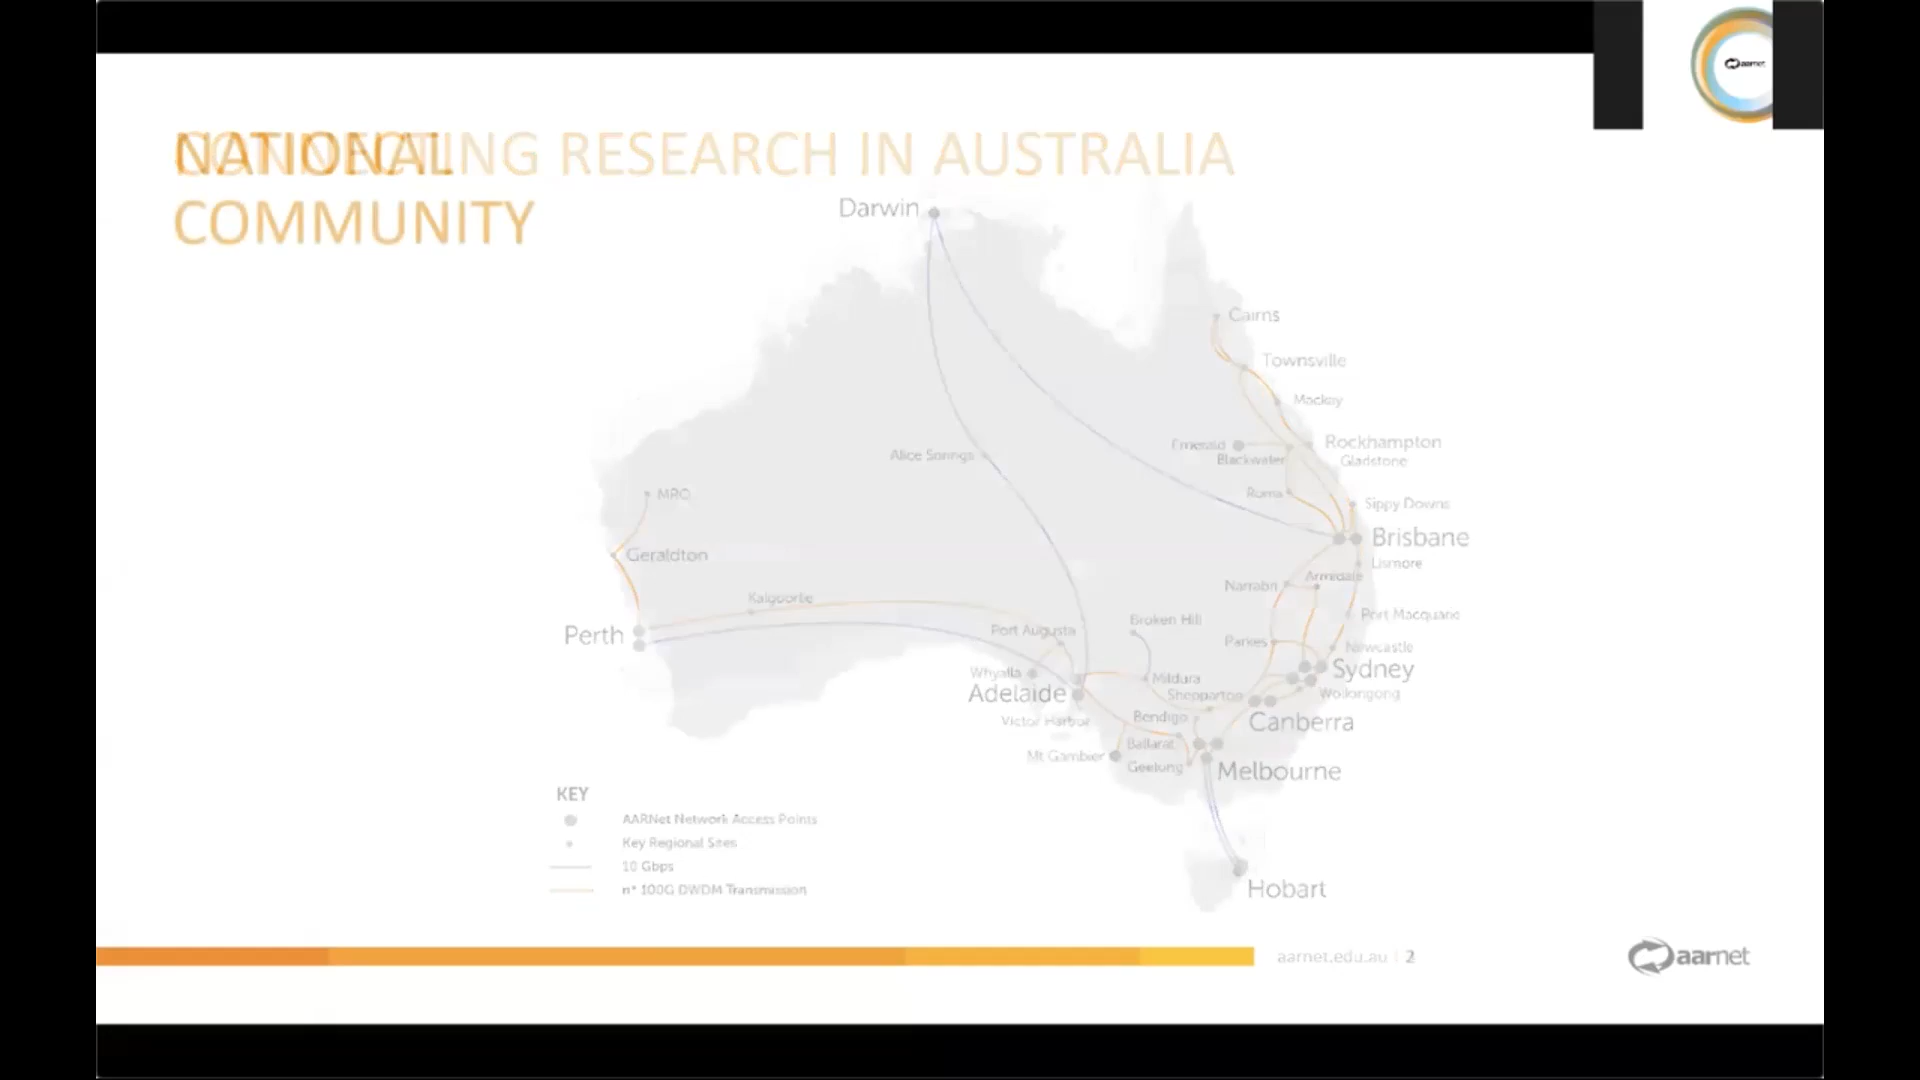 aarnet
CONNECTING RESEARCH IN AUSTRALIA
NATIONAL
COMMUNITY
Darwin
Cairns
Townsville
Mackay
Emerald
Rockhampton
Blackwater
Gladstone
Alice Springs
Roma
MRO
Sippy Downs
Brisbane
Geraldton
Lismore
Armidale
Narrabri
Kalgoorlie
Port Macquarie
Broken Hill
Perth
Port Augusta
Parkes
Newcastle
Sydney
Whyalla
Mildura
Adelaide
Shepparton
Wollongong
Victor Harbor
Bendigo
Canberra
Ballarat
Mt Gambier
Geelong
Melbourne
KEY
AARNet Network Access Points
Key Regional Sites
10 Gbps
n* 100G DWDM Transmission
Hobart
aarnet.edu.au | 2
aarnet